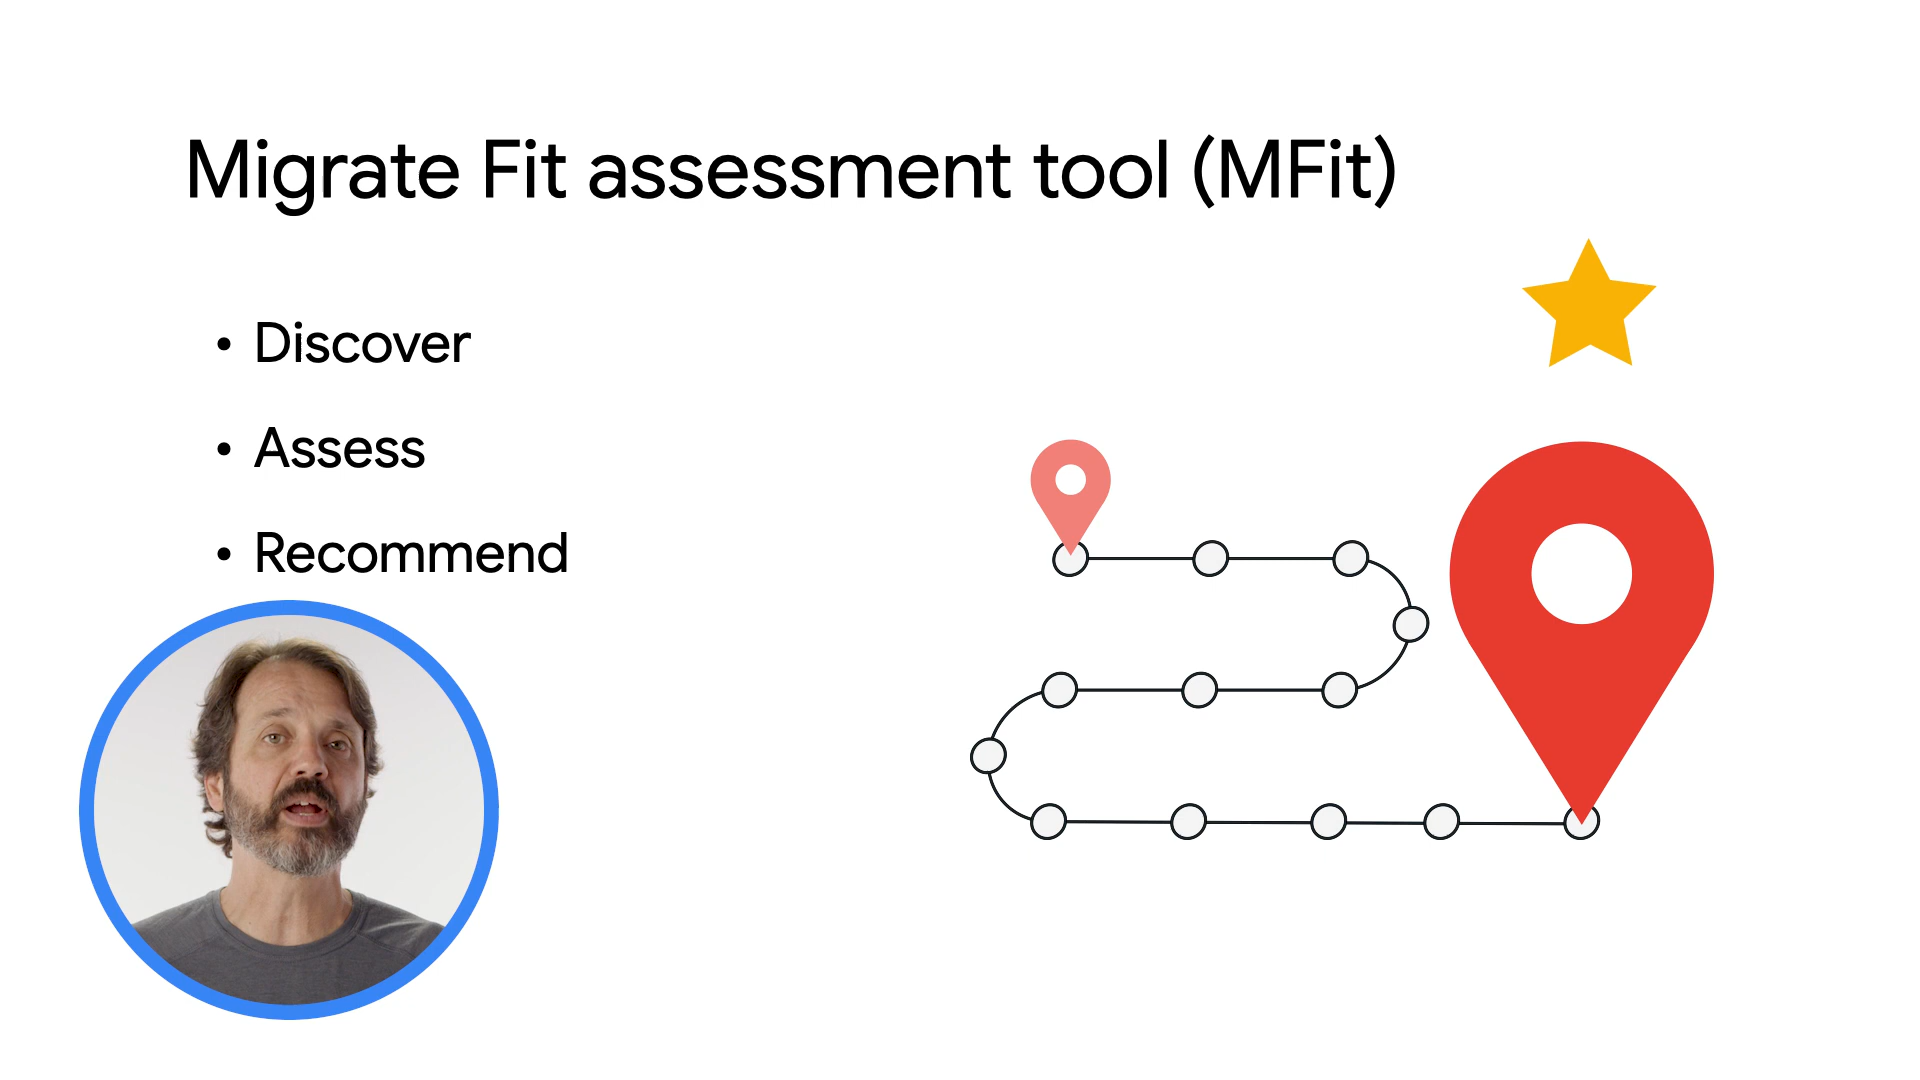 Migrate Fit assessment tool (MFit)
• Discover
• Assess
• Recommend